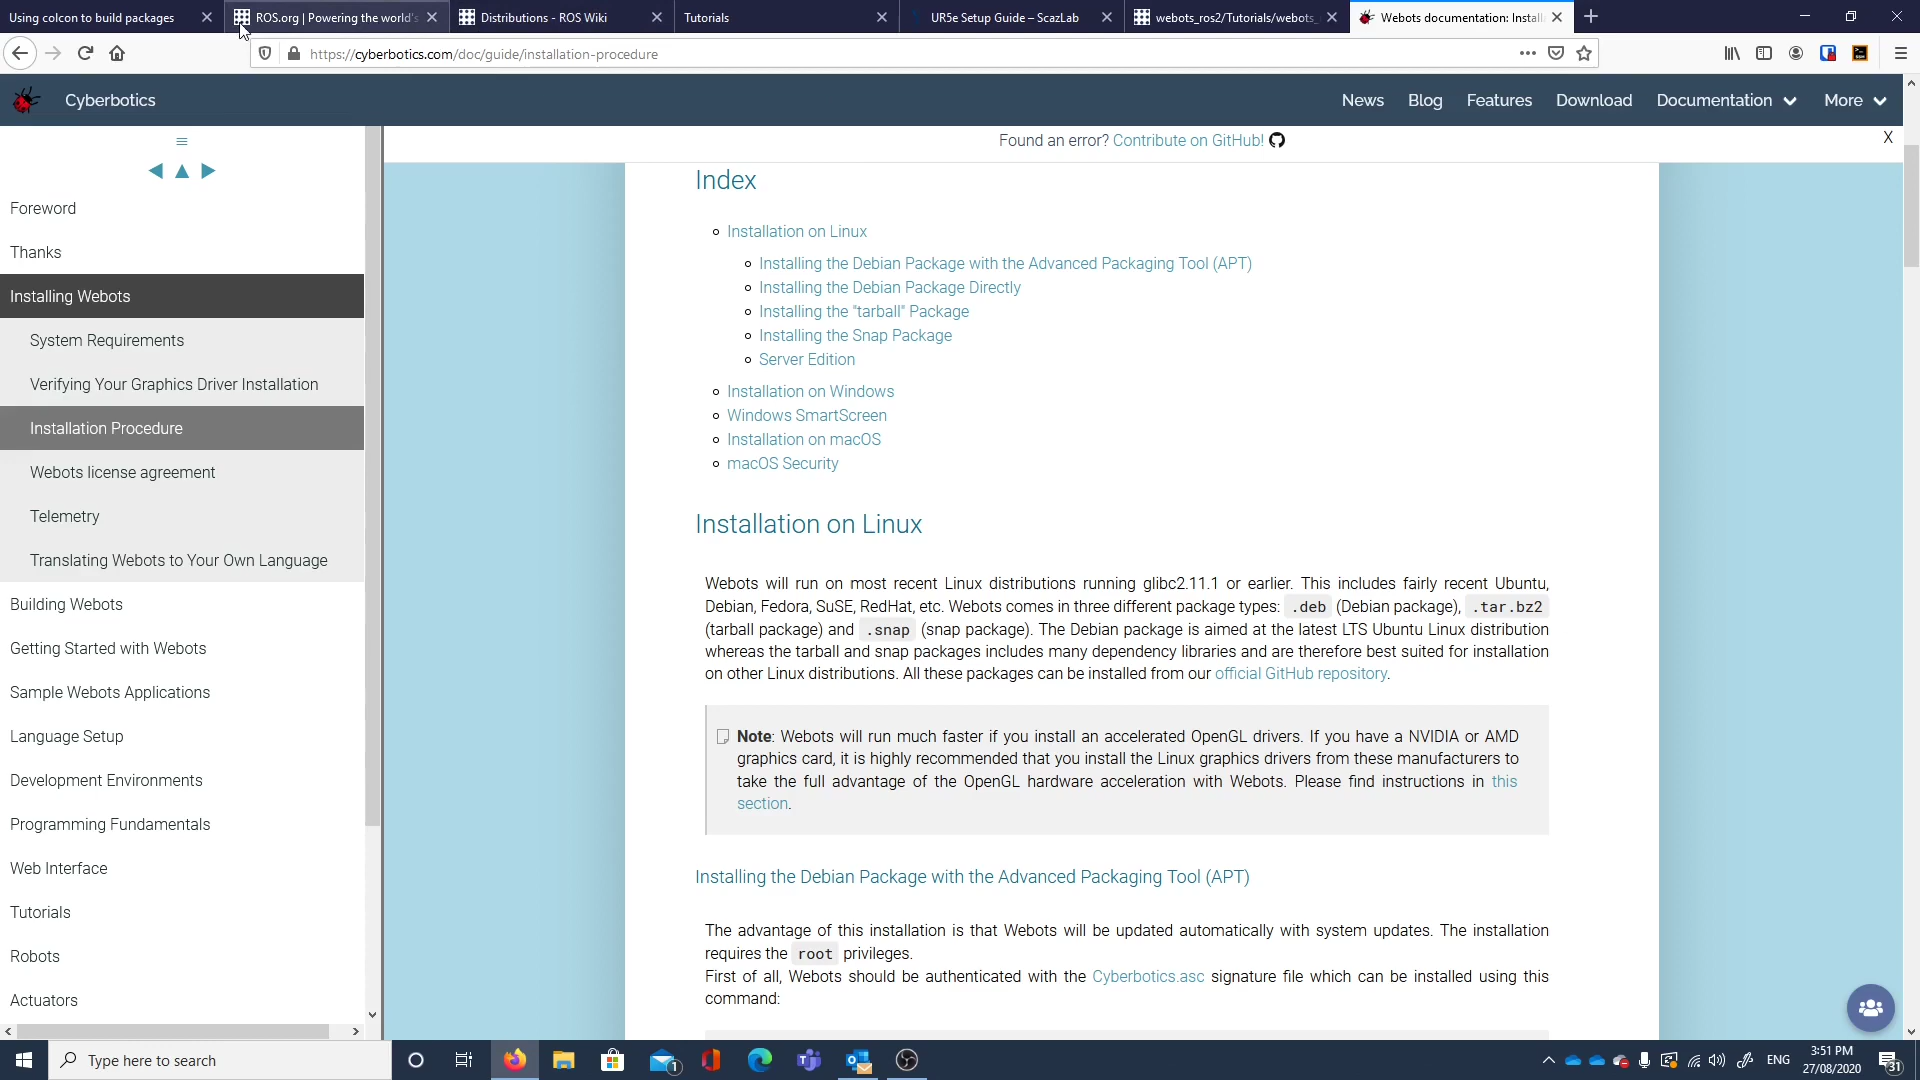 Using colcon to build packages
ROS.org | Powering the world's
Distributions - ROS Wiki
Tutorials
UR5e Setup Guide – ScazLab
webots_ros2/Tutorials/webots_
Webots documentation: Install
https://cyberbotics.com/doc/guide/installation-procedure
Cyberbotics
News
Blog
Features
Download
Documentation
More
Found an error? Contribute on GitHub!
X
Foreword
Thanks
Installing Webots
System Requirements
Verifying Your Graphics Driver Installation
Installation Procedure
Webots license agreement
Telemetry
Translating Webots to Your Own Language
Building Webots
Getting Started with Webots
Sample Webots Applications
Language Setup
Development Environments
Programming Fundamentals
Web Interface
Tutorials
Robots
Actuators
Index
Installation on Linux
Installing the Debian Package with the Advanced Packaging Tool (APT)
Installing the Debian Package Directly
Installing the "tarball" Package
Installing the Snap Package
Server Edition
Installation on Windows
Windows SmartScreen
Installation on macOS
macOS Security
Installation on Linux
Webots will run on most recent Linux distributions running glibc2.11.1 or earlier. This includes fairly recent Ubuntu,
Debian, Fedora, SuSE, RedHat, etc. Webots comes in three different package types: .deb (Debian package), .tar.bz2
(tarball package) and .snap (snap package). The Debian package is aimed at the latest LTS Ubuntu Linux distribution
whereas the tarball and snap packages includes many dependency libraries and are therefore best suited for installation
on other Linux distributions. All these packages can be installed from our official GitHub repository.
Note: Webots will run much faster if you install an accelerated OpenGL drivers. If you have a NVIDIA or AMD
graphics card, it is highly recommended that you install the Linux graphics drivers from these manufacturers to
take the full advantage of the OpenGL hardware acceleration with Webots. Please find instructions in this
section.
Installing the Debian Package with the Advanced Packaging Tool (APT)
The advantage of this installation is that Webots will be updated automatically with system updates. The installation
requires the root privileges.
First of all, Webots should be authenticated with the Cyberbotics.asc signature file which can be installed using this
command:
Type here to search
1
ENG
3:51 PM
27/08/2020
31